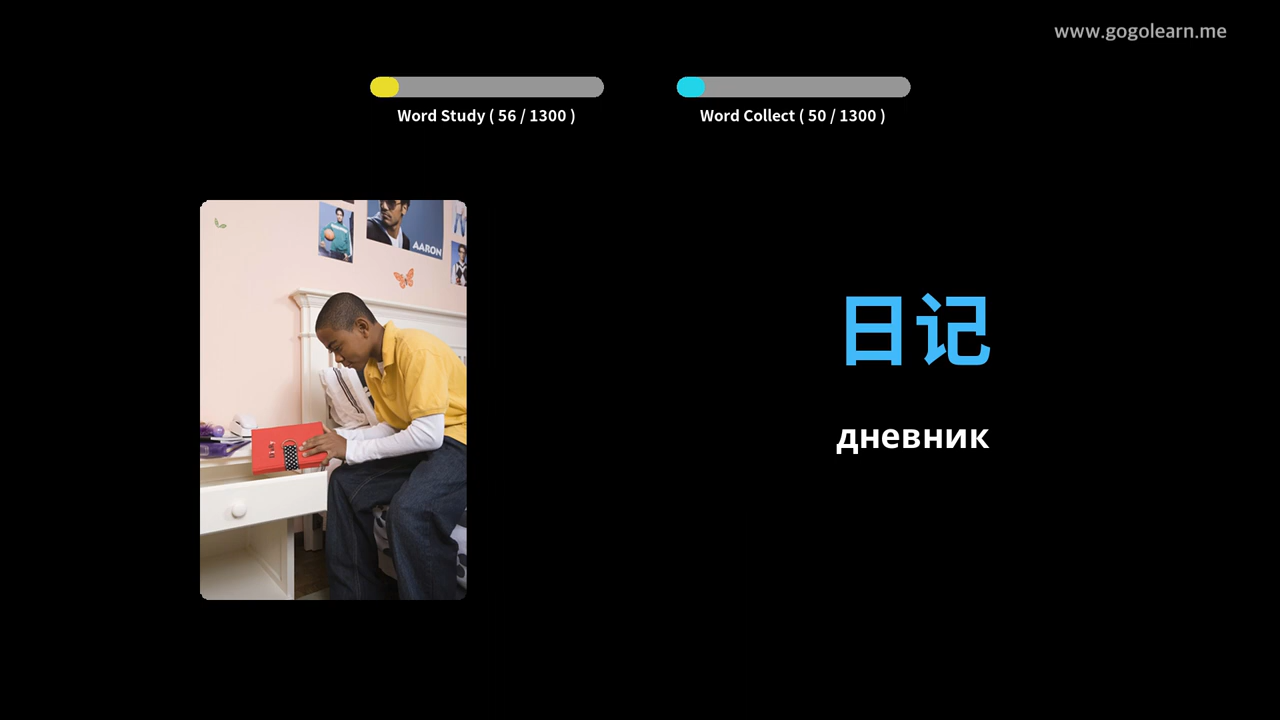 www.gogolearn.me
Word Study ( 56 / 1300 )
Word Collect ( 50 / 1300 )
AARON
日记
дневник